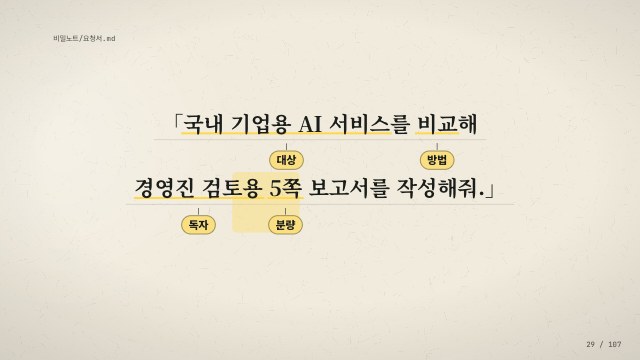 비밀노트/요청서.md
「국내 기업용 AI 서비스를 비교해
대상 방법
경영진 검토용 5쪽 보고서를 작성해줘.」
독자 분량
29 / 107